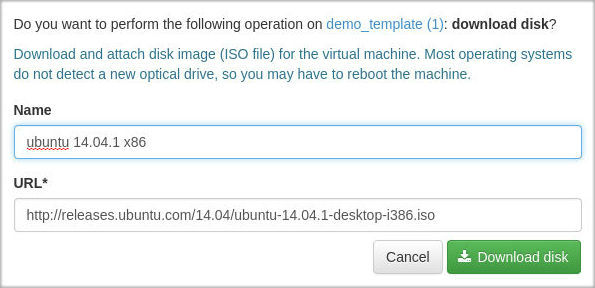 Do you want to perform the following operation on demo_template (1): download disk?
Download and attach disk image (ISO file) for the virtual machine. Most operating systems
do not detect a new optical drive, so you may have to reboot the machine.
Name
ubuntu 14.04.1 x86
URL*
http://releases.ubuntu.com/14.04/ubuntu-14.04.1-desktop-i386.iso
Cancel Download disk